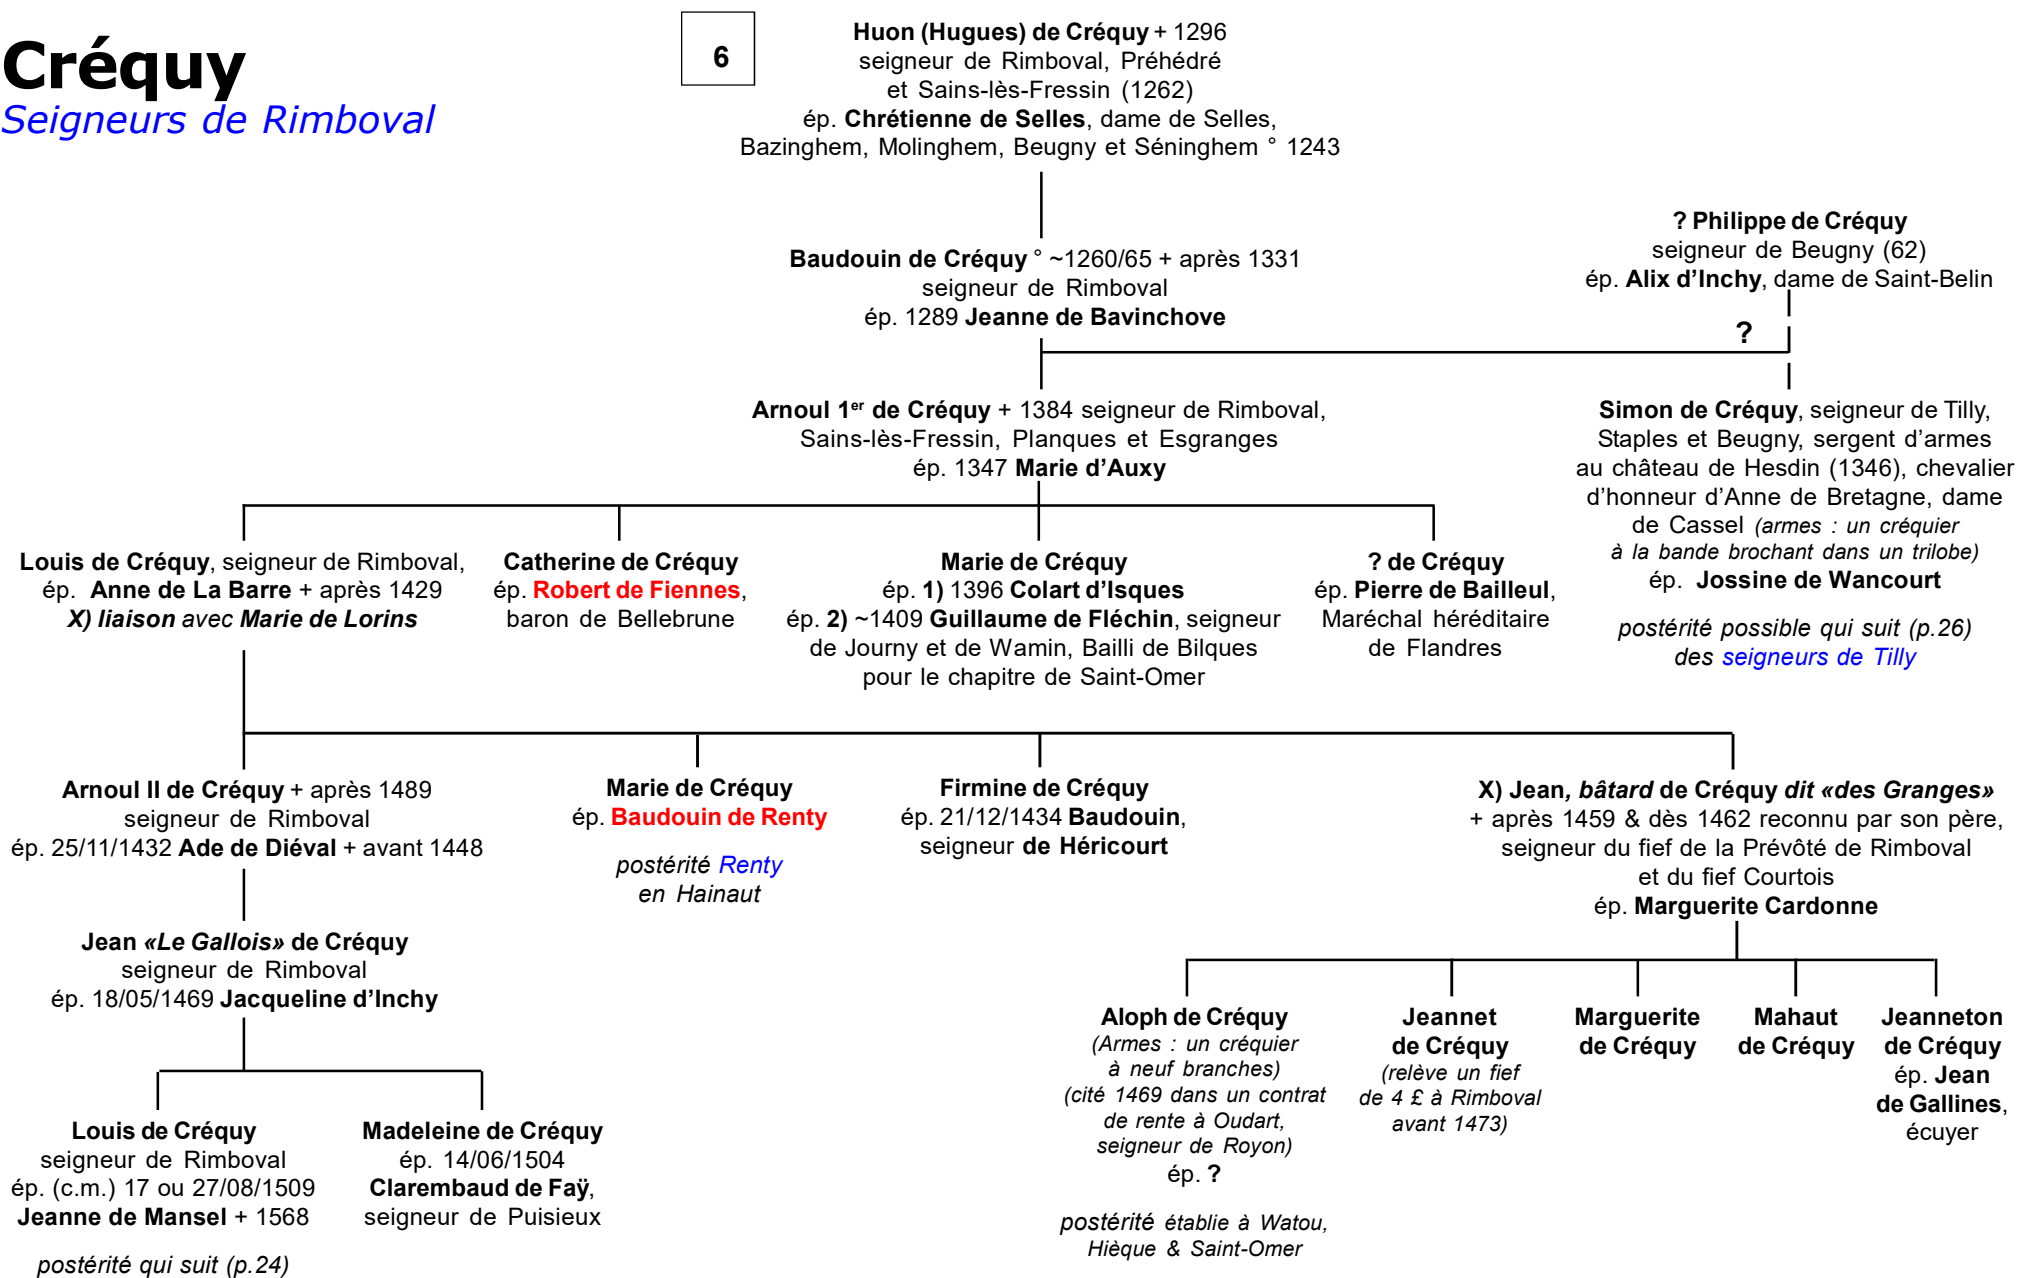 Créquy
Seigneurs de Rimboval
6
Huon (Hugues) de Créquy + 1296
seigneur de Rimboval, Préhédré
et Sains-lès-Fressin (1262)
ép. Chrétienne de Selles, dame de Selles,
Bazinghem, Molinghem, Beugny et Séninghem ° 1243
Baudouin de Créquy ° ~1260/65 + après 1331
seigneur de Rimboval
ép. 1289 Jeanne de Bavinchove
? Philippe de Créquy
seigneur de Beugny (62)
ép. Alix d’Inchy, dame de Saint-Belin
?
Arnoul 1er de Créquy + 1384 seigneur de Rimboval,
Sains-lès-Fressin, Planques et Esgranges
ép. 1347 Marie d’Auxy
Simon de Créquy, seigneur de Tilly,
Staples et Beugny, sergent d’armes
au château de Hesdin (1346), chevalier
d’honneur d’Anne de Bretagne, dame
de Cassel (armes : un créquier
à la bande brochant dans un trilobe)
ép. Jossine de Wancourt
postérité possible qui suit (p.26)
des seigneurs de Tilly
Louis de Créquy, seigneur de Rimboval,
ép. Anne de La Barre + après 1429
X) liaison avec Marie de Lorins
Catherine de Créquy
ép. Robert de Fiennes,
baron de Bellebrune
Marie de Créquy
ép. 1) 1396 Colart d’Isques
ép. 2) ~1409 Guillaume de Fléchin, seigneur
de Journy et de Wamin, Bailli de Bilques
pour le chapitre de Saint-Omer
? de Créquy
ép. Pierre de Bailleul,
Maréchal héréditaire
de Flandres
Arnoul II de Créquy + après 1489
seigneur de Rimboval
ép. 25/11/1432 Ade de Diéval + avant 1448
Marie de Créquy
ép. Baudouin de Renty
postérité Renty
en Hainaut
Firmine de Créquy
ép. 21/12/1434 Baudouin,
seigneur de Héricourt
X) Jean, bâtard de Créquy dit «des Granges»
+ après 1459 & dès 1462 reconnu par son père,
seigneur du fief de la Prévôté de Rimboval
et du fief Courtois
ép. Marguerite Cardonne
Jean «Le Gallois» de Créquy
seigneur de Rimboval
ép. 18/05/1469 Jacqueline d’Inchy
Aloph de Créquy
(Armes : un créquier
à neuf branches)
(cité 1469 dans un contrat
de rente à Oudart,
seigneur de Royon)
ép. ?
postérité établie à Watou,
Hièque & Saint-Omer
Jeannet
de Créquy
(relève un fief
de 4 £ à Rimboval
avant 1473)
Marguerite
de Créquy
Mahaut
de Créquy
Jeanneton
de Créquy
ép. Jean
de Gallines,
écuyer
Louis de Créquy
seigneur de Rimboval
ép. (c.m.) 17 ou 27/08/1509
Jeanne de Mansel + 1568
postérité qui suit (p.24)
Madeleine de Créquy
ép. 14/06/1504
Clarembaud de Faÿ,
seigneur de Puisieux